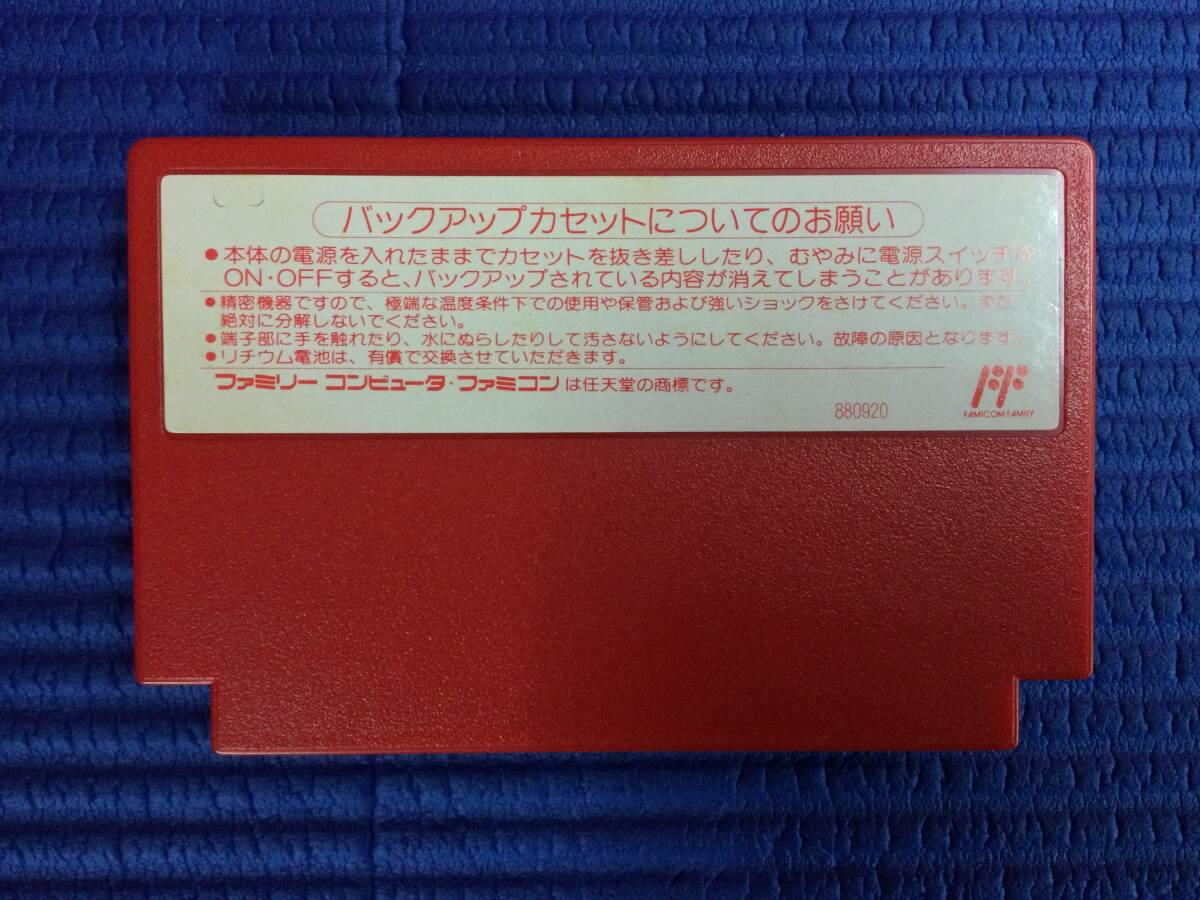 バックアップカセットについてのお願い
●本体の電源を入れたままでカセットを抜き差ししたり、むやみに電源スイッチを
ON・OFFすると、バックアップされている内容が消えてしまうことがあります。
●精密機器ですので、極端な温度条件下での使用や保管および強いショックをさけてください。また
絶対に分解しないでください。
●端子部に手を触れたり、水にぬらしたりして汚さないようにしてください。故障の原因となります。
●リチウム電池は、有償で交換させていただきます。
ファミリー コンピュータ・ファミコンは任天堂の商標です。
880920
FAMICOM FAMILY